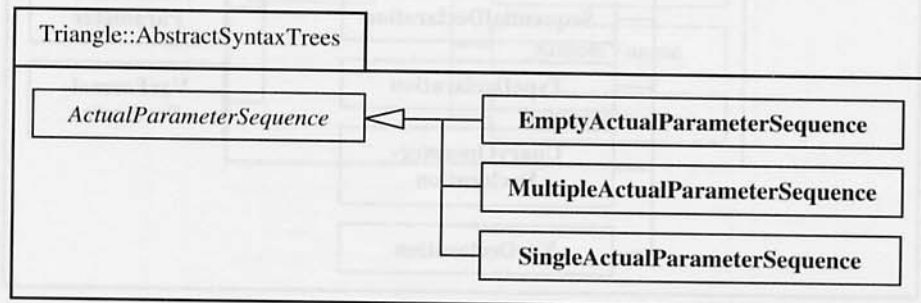 Triangle::AbstractSyntaxTrees
ActualParameterSequence
EmptyActualParameterSequence
MultipleActualParameterSequence
SingleActualParameterSequence